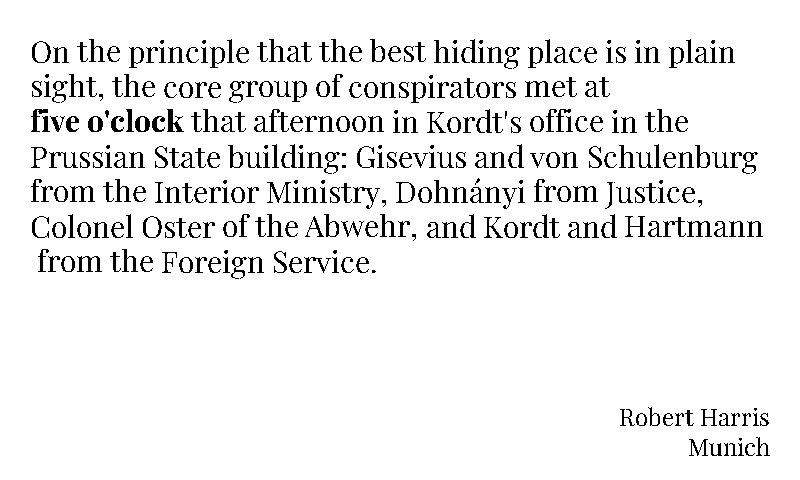 On the principle that the best hiding place is in plain
sight, the core group of conspirators met at
five o'clock that afternoon in Kordt's office in the
Prussian State building: Gisevius and von Schulenburg
from the Interior Ministry, Dohnányi from Justice,
Colonel Oster of the Abwehr, and Kordt and Hartmann
from the Foreign Service.
Robert Harris
Munich